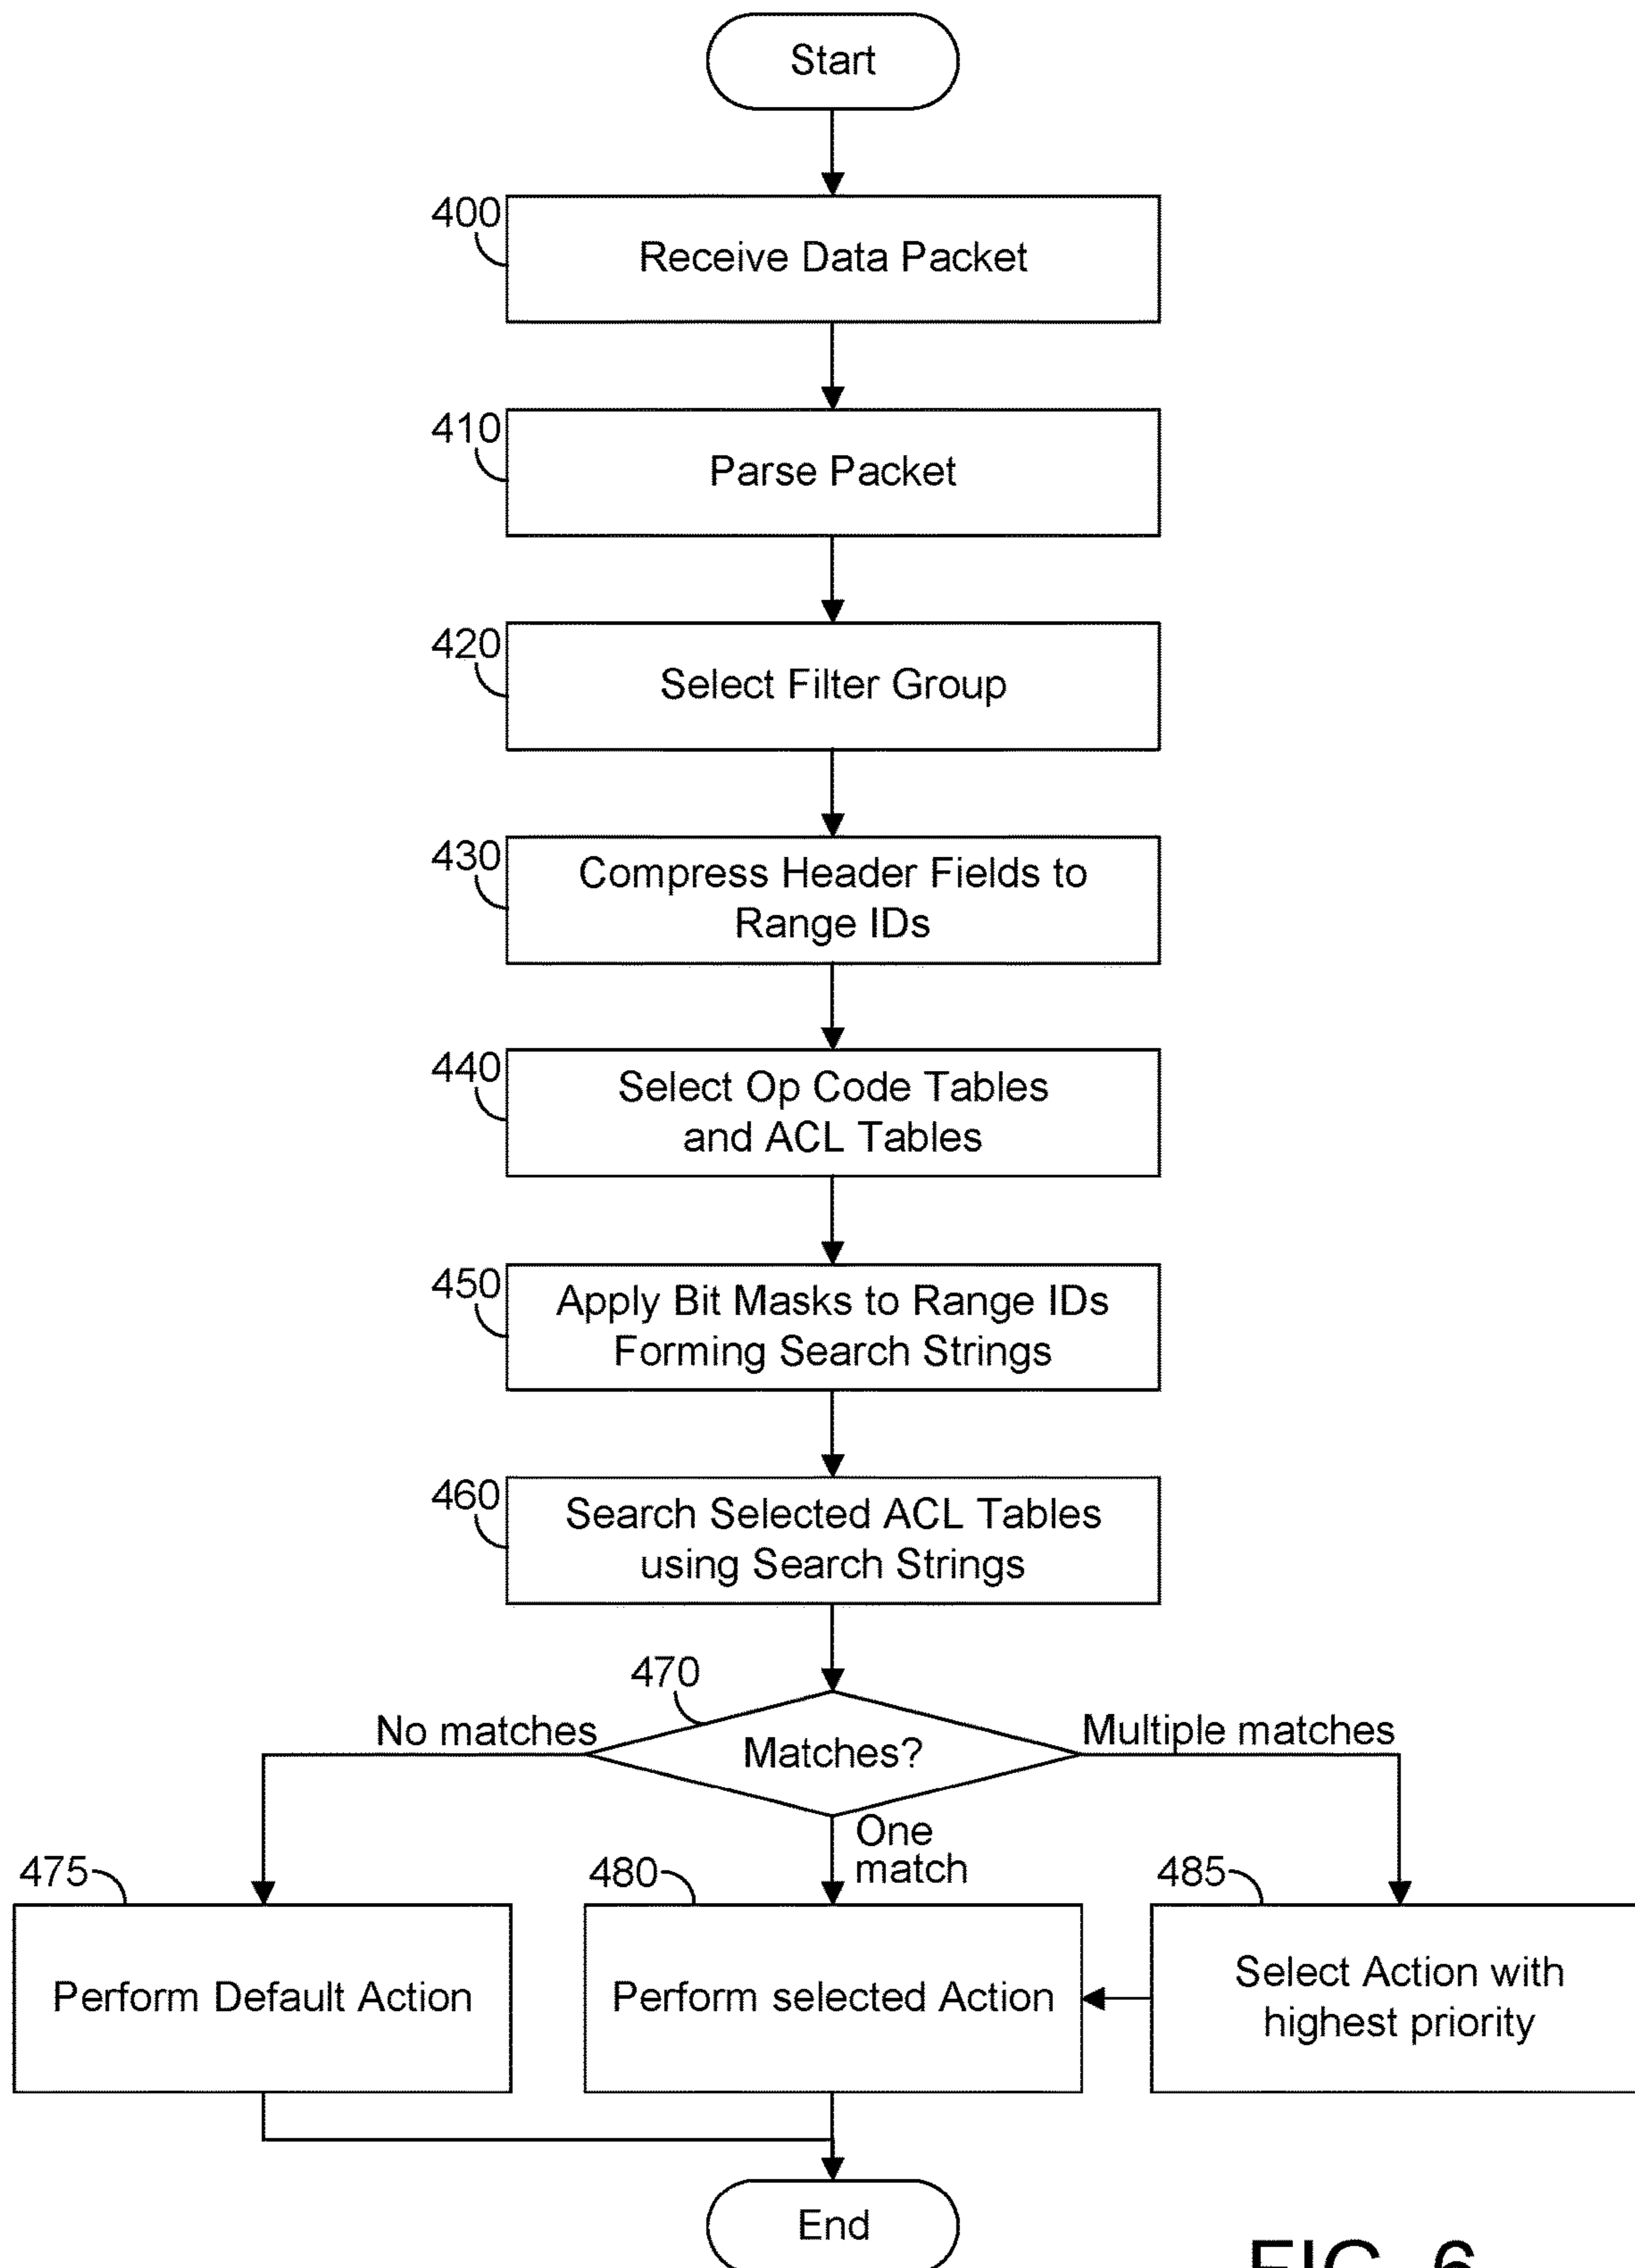 Start
400
Receive Data Packet
410
Parse Packet
420
Select Filter Group
430
Compress Header Fields to
Range IDs
440
Select Op Code Tables
and ACL Tables
450
Apply Bit Masks to Range IDs
Forming Search Strings
460
Search Selected ACL Tables
using Search Strings
470
No matches
Matches?
Multiple matches
One
match
475
480
485
Perform Default Action
Perform selected Action
Select Action with
highest priority
End
FIG. 6